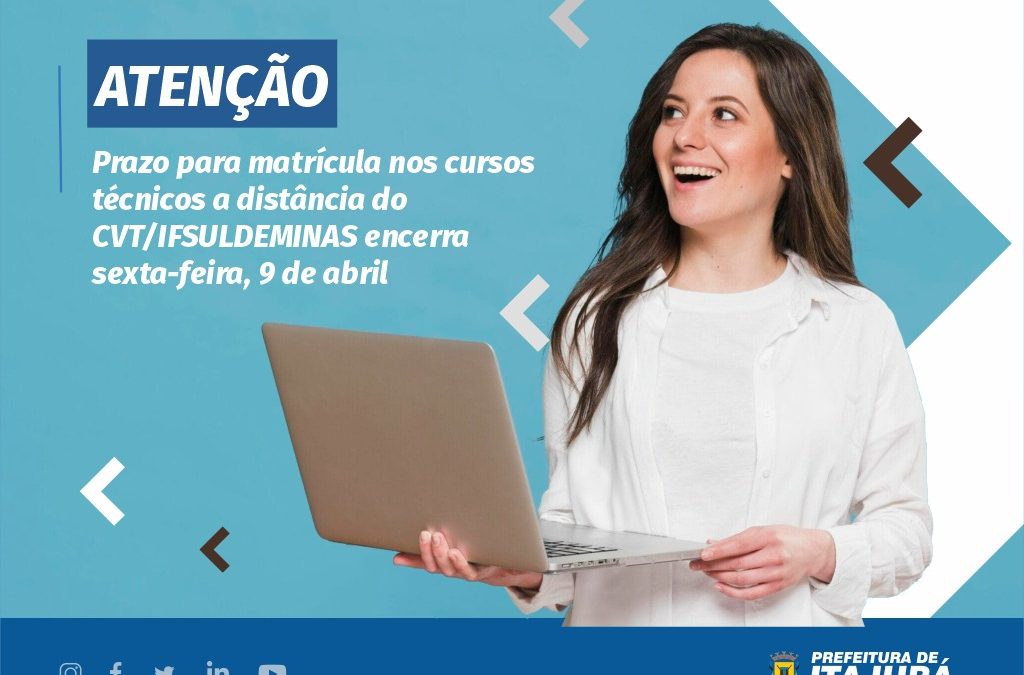 ATENÇÃO
Prazo para matrícula nos cursos
técnicos a distância do
CVT/IFSULDEMINAS encerra
sexta-feira, 9 de abril
PREFEITURA DE
ITAJUBÁ